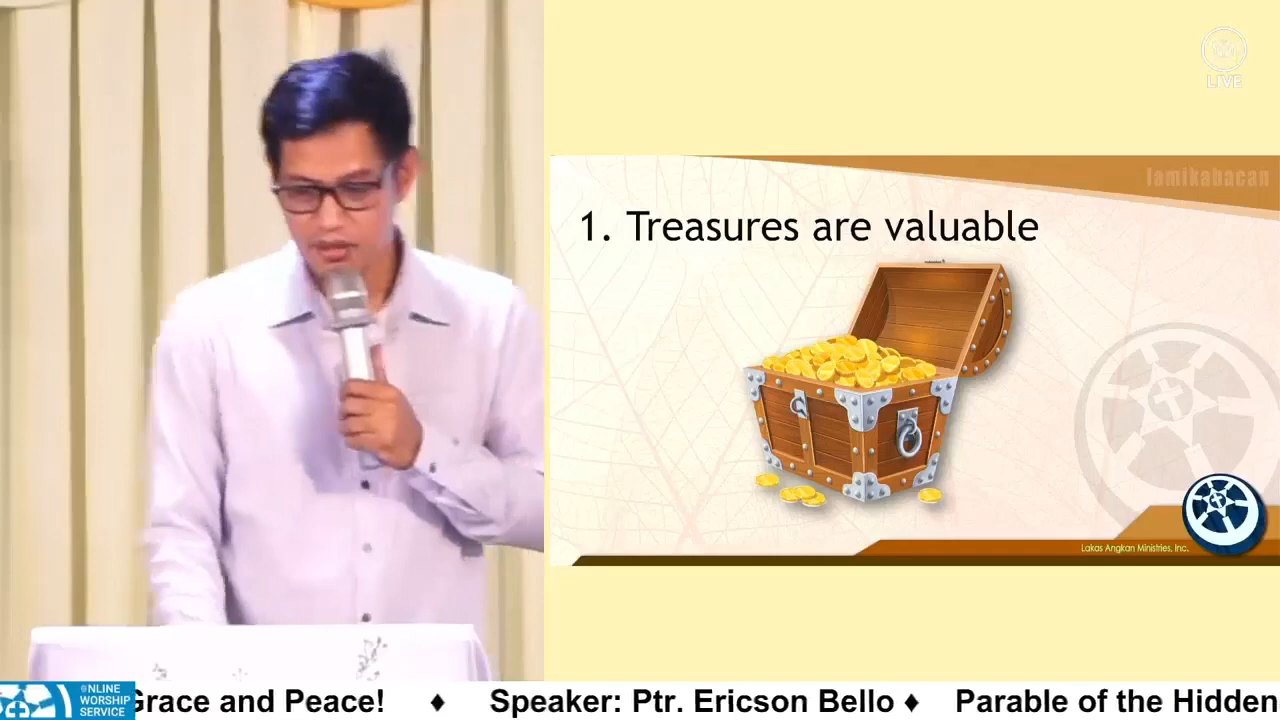 LIVE
lamikabacan
1. Treasures are valuable
Lakas Angkan Ministries, Inc.
ONLINE
WORSHIP
SERVICE
Grace and Peace! ♦ Speaker: Ptr. Ericson Bello ♦ Parable of the Hidden